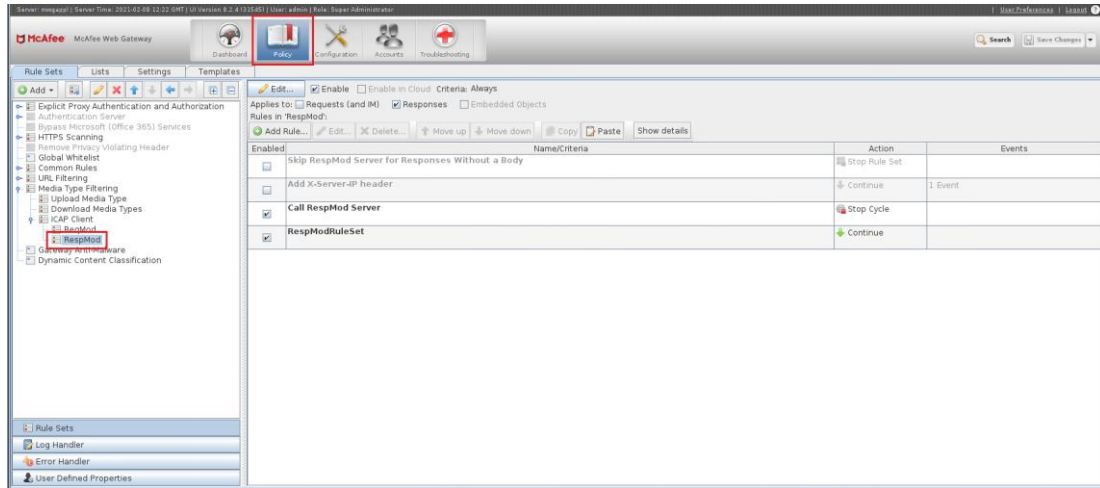 Server: mwgappl | Server Time: 2021-02-08 12:22 GMT | UI Version 9.2.4 (33545) | User: admin | Role: Super Administrator
User Preferences | Logout
McAfee McAfee Web Gateway
Dashboard Policy Configuration Accounts Troubleshooting
Search Save Changes
Rule Sets Lists Settings Templates
Add
Explicit Proxy Authentication and Authorization
Authentication Server
Bypass Microsoft (Office 365) Services
HTTPS Scanning
Remove Privacy Violating Header
Global Whitelist
Common Rules
URL Filtering
Media Type Filtering
Upload Media Type
Download Media Types
ICAP Client
ReqMod
RespMod
Gateway Anti-Malware
Dynamic Content Classification
Rule Sets
Log Handler
Error Handler
User Defined Properties
Edit... Enable Enable in Cloud Criteria: Always
Applies to: Requests (and IM) Responses Embedded Objects
Rules in 'RespMod':
Add Rule... Edit... Delete... Move up Move down Copy Paste Show details
Enabled Name/Criteria Action Events
Skip RespMod Server for Responses Without a Body Stop Rule Set
Add X-Server-IP header Continue 1 Event
Call RespMod Server Stop Cycle
RespModRuleSet Continue